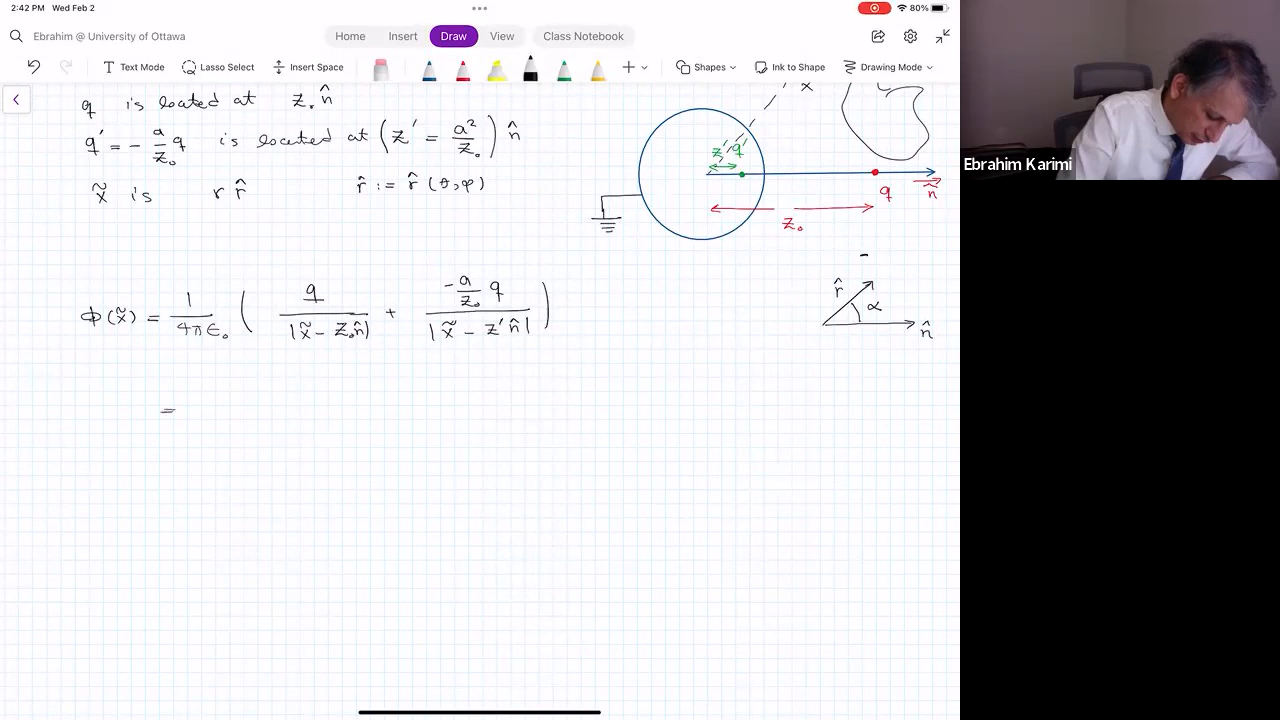 2:42 PM Wed Feb 2
80%
Ebrahim @ University of Ottawa
Home Insert Draw View Class Notebook
Text Mode Lasso Select Insert Space Shapes Ink to Shape Drawing Mode
q is located at z₀ n̂
q' = - a/z₀ q is located at (z' = a²/z₀) n̂
x̃ is r r̂ r̂ := r̂ (θ,φ)
x
z' q'
q
ñ
z₀
Φ(x̃) = 1/4πε₀ ( q/|x̃ - z₀n̂| + -a/z₀ q/|x̃ - z'n̂| )
r̂
α
n̂
=
Ebrahim Karimi